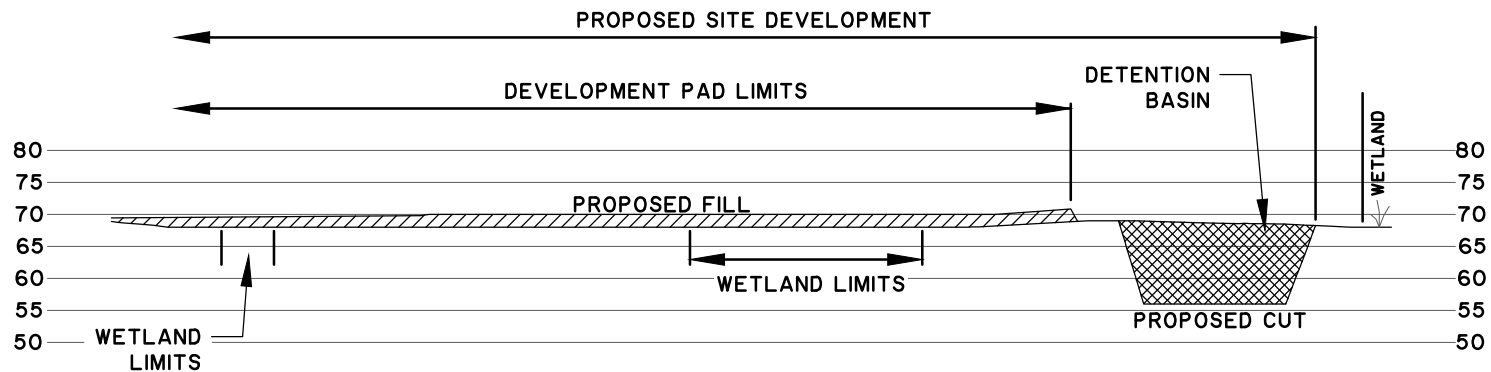 PROPOSED SITE DEVELOPMENT
DEVELOPMENT PAD LIMITS
DETENTION
BASIN
WETLAND
80
80
75
75
PROPOSED FILL
70
70
65
65
60
60
WETLAND LIMITS
55
55
PROPOSED CUT
50
50
WETLAND
LIMITS